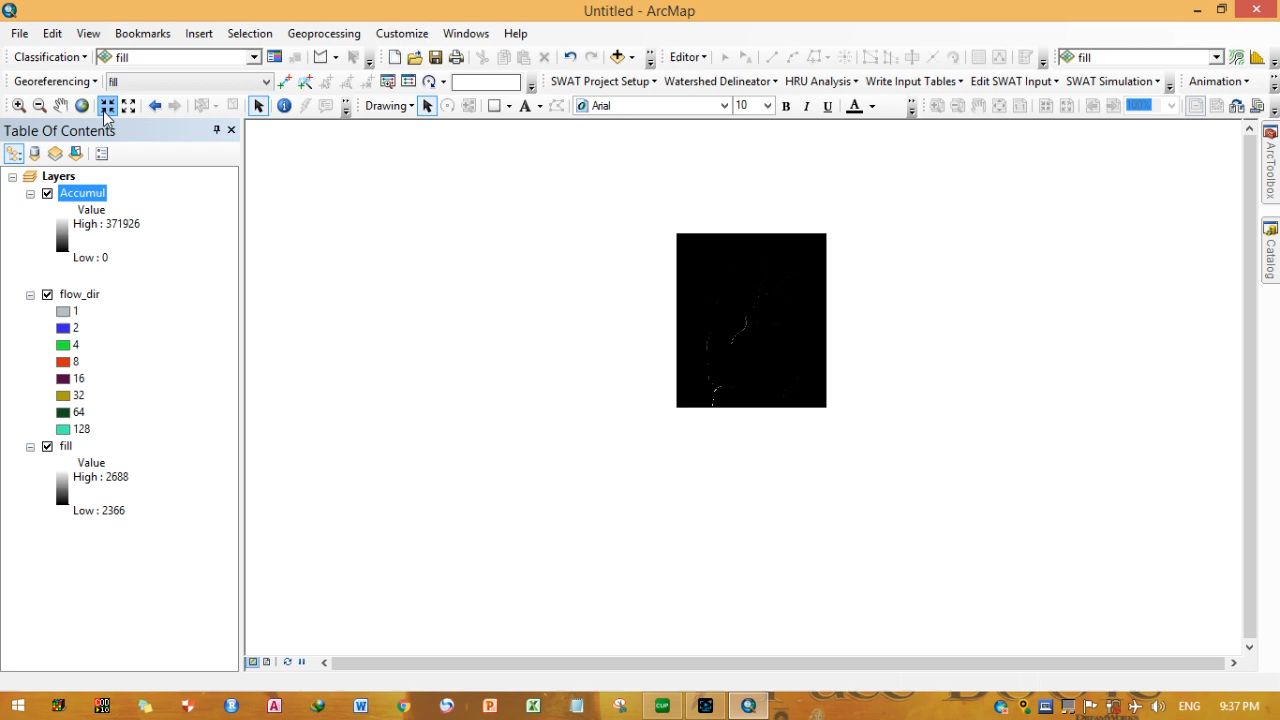 Untitled - ArcMap
File Edit View Bookmarks Insert Selection Geoprocessing Customize Windows Help
Classification fill Editor fill
Georeferencing fill SWAT Project Setup Watershed Delineator HRU Analysis Write Input Tables Edit SWAT Input SWAT Simulation Animation
Drawing A Arial 10 B I U A 100%
Table Of Contents
Layers
Accumul
Value
High : 371926
Low : 0
flow_dir
1
2
4
8
16
32
64
128
fill
Value
High : 2688
Low : 2366
ArcToolbox
Catalog
CUP
ENG 9:37 PM